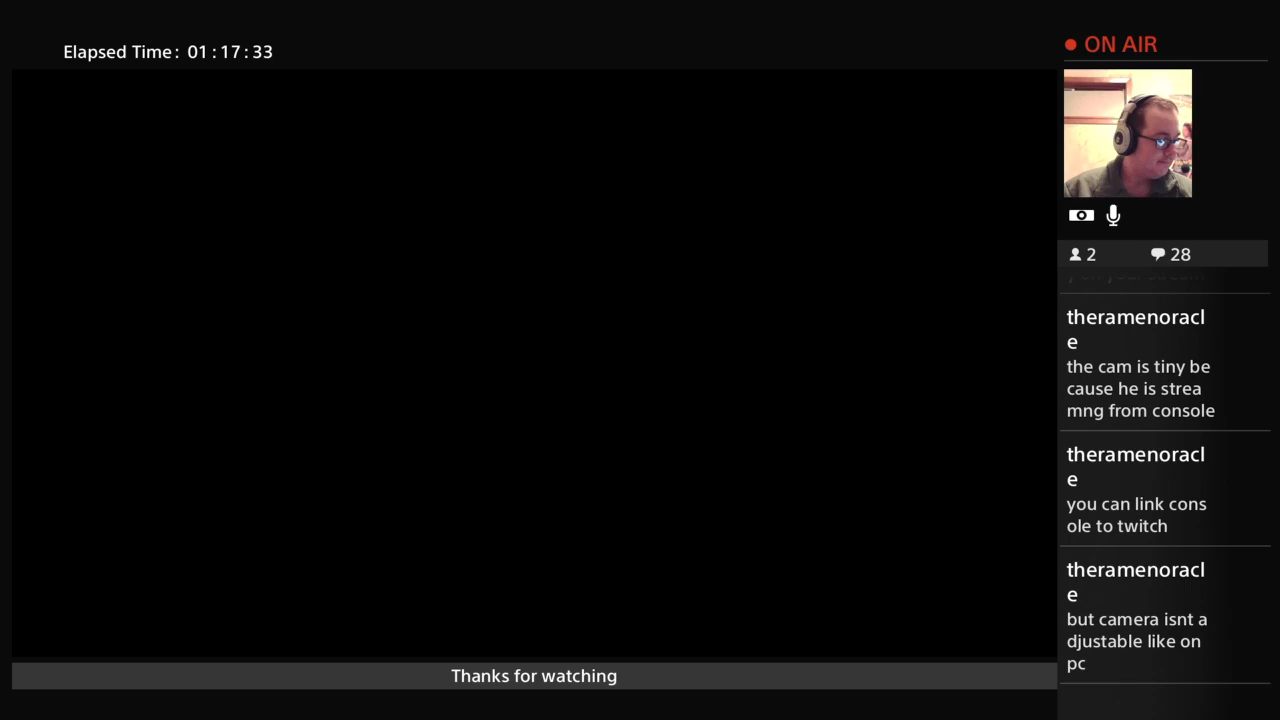 Elapsed Time: 01:17:33
ON AIR
2 28
theramenoracl
e
the cam is tiny be
cause he is strea
mng from console
theramenoracl
e
you can link cons
ole to twitch
theramenoracl
e
but camera isnt a
djustable like on
pc
Thanks for watching